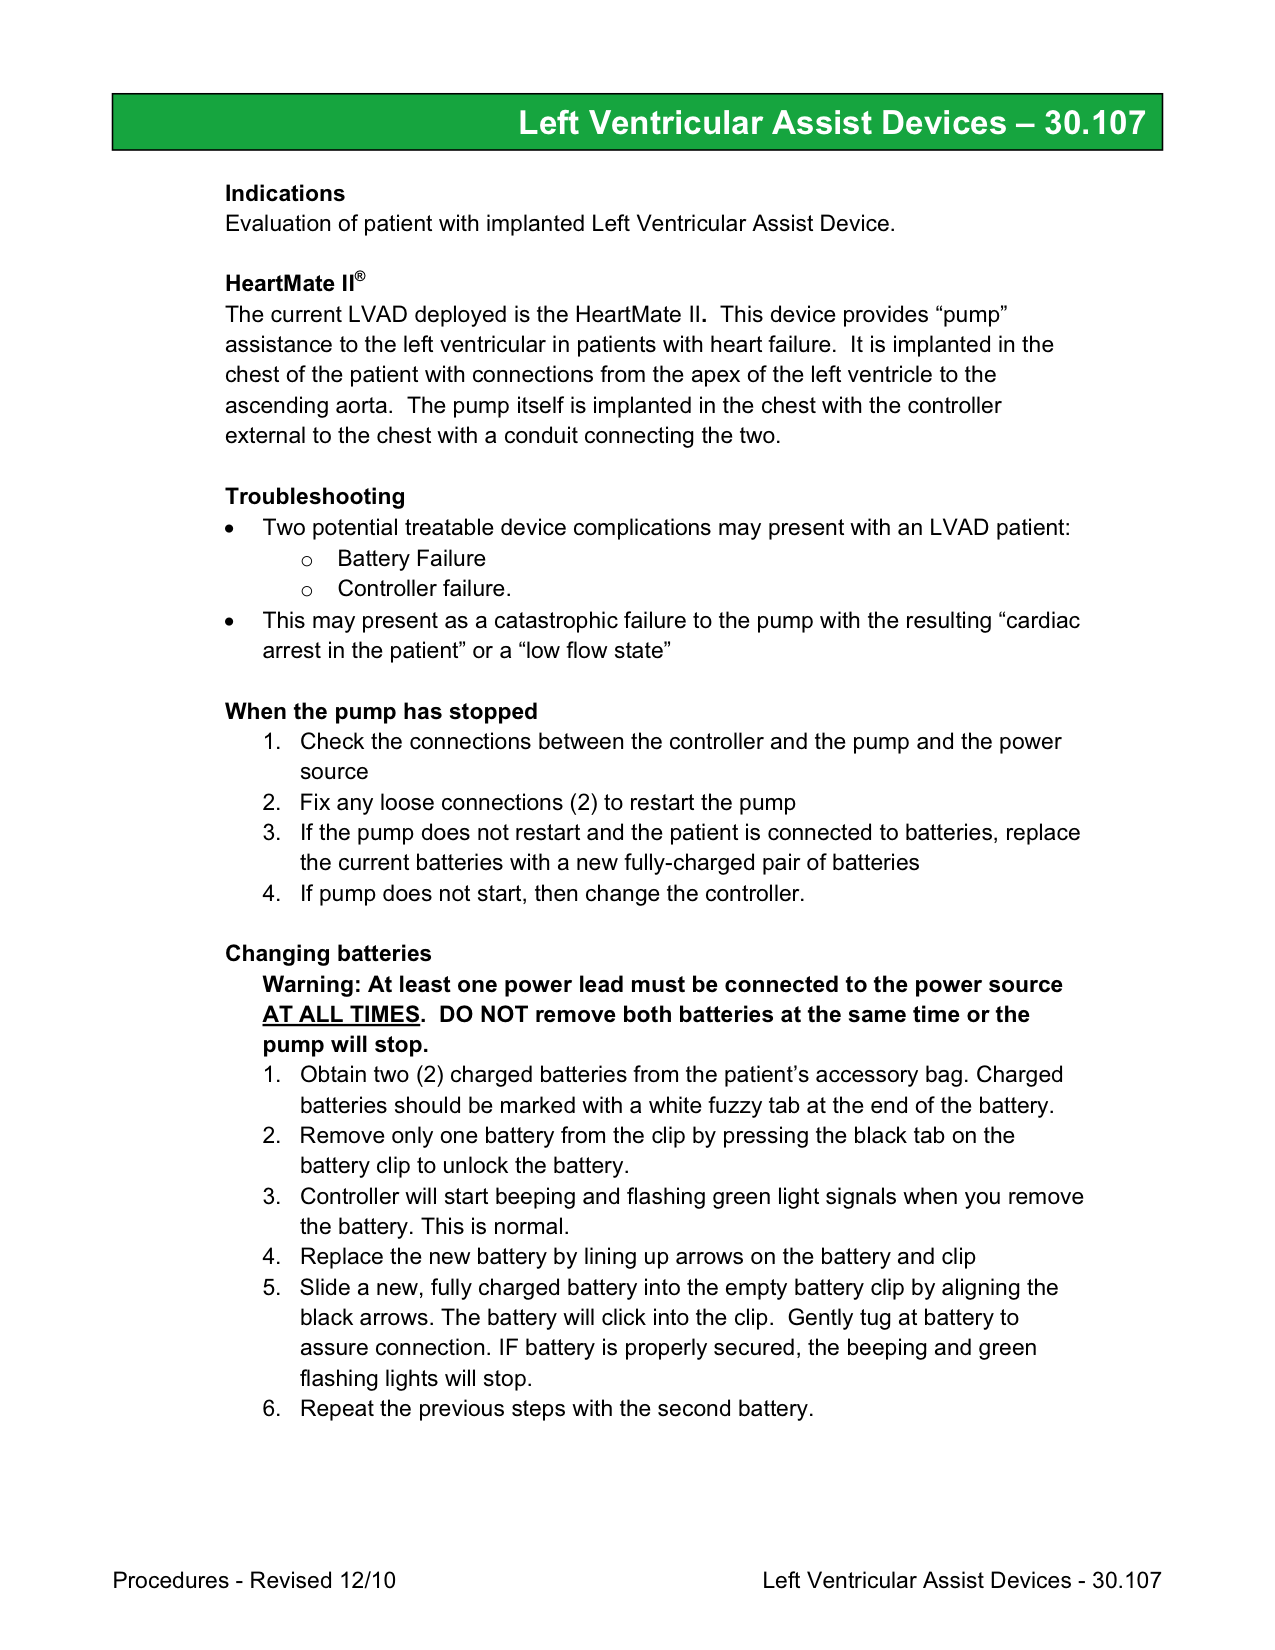 Left Ventricular Assist Devices – 30.107
Indications
Evaluation of patient with implanted Left Ventricular Assist Device.
HeartMate II®
The current LVAD deployed is the HeartMate II.  This device provides “pump”
assistance to the left ventricular in patients with heart failure.  It is implanted in the
chest of the patient with connections from the apex of the left ventricle to the
ascending aorta.  The pump itself is implanted in the chest with the controller
external to the chest with a conduit connecting the two.
Troubleshooting
• Two potential treatable device complications may present with an LVAD patient:
o Battery Failure
o Controller failure.
• This may present as a catastrophic failure to the pump with the resulting “cardiac
arrest in the patient” or a “low flow state”
When the pump has stopped
1. Check the connections between the controller and the pump and the power
source
2. Fix any loose connections (2) to restart the pump
3. If the pump does not restart and the patient is connected to batteries, replace
the current batteries with a new fully-charged pair of batteries
4. If pump does not start, then change the controller.
Changing batteries
Warning: At least one power lead must be connected to the power source
AT ALL TIMES.  DO NOT remove both batteries at the same time or the
pump will stop.
1. Obtain two (2) charged batteries from the patient’s accessory bag. Charged
batteries should be marked with a white fuzzy tab at the end of the battery.
2. Remove only one battery from the clip by pressing the black tab on the
battery clip to unlock the battery.
3. Controller will start beeping and flashing green light signals when you remove
the battery. This is normal.
4. Replace the new battery by lining up arrows on the battery and clip
5. Slide a new, fully charged battery into the empty battery clip by aligning the
black arrows. The battery will click into the clip.  Gently tug at battery to
assure connection. IF battery is properly secured, the beeping and green
flashing lights will stop.
6. Repeat the previous steps with the second battery.
Procedures - Revised 12/10
Left Ventricular Assist Devices - 30.107